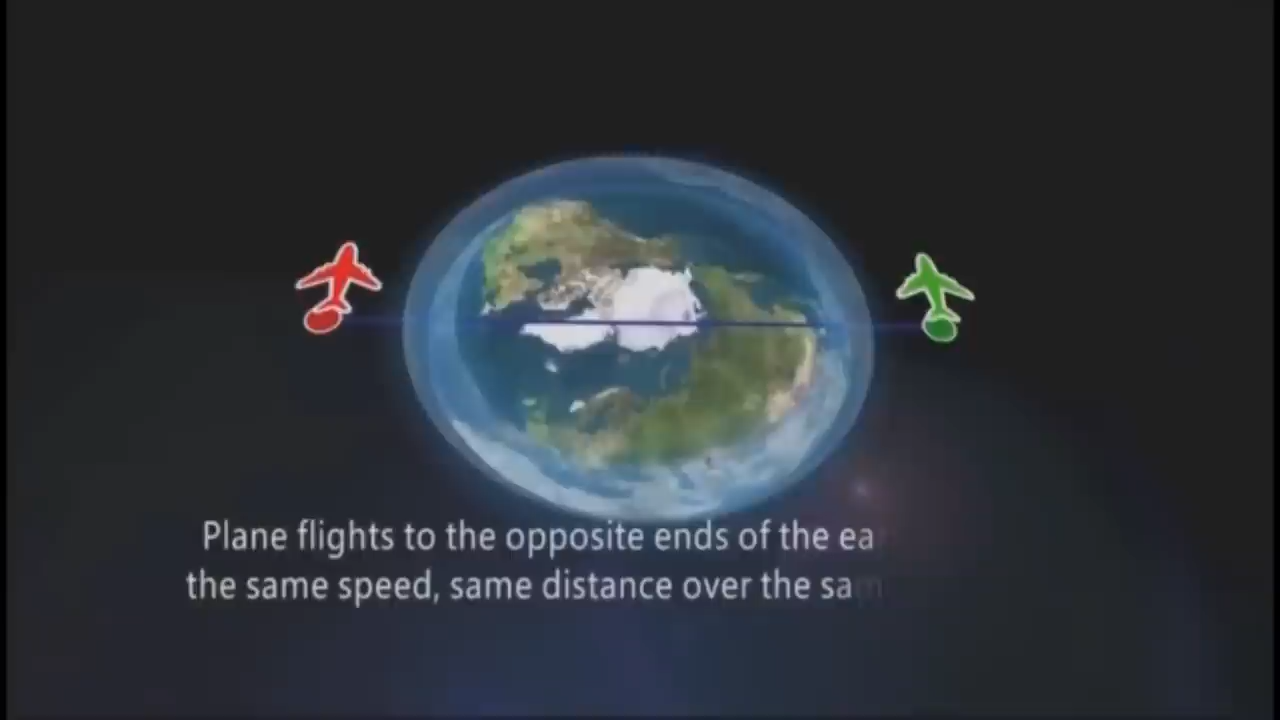 Plane flights to the opposite ends of the
the same speed, same distance over the